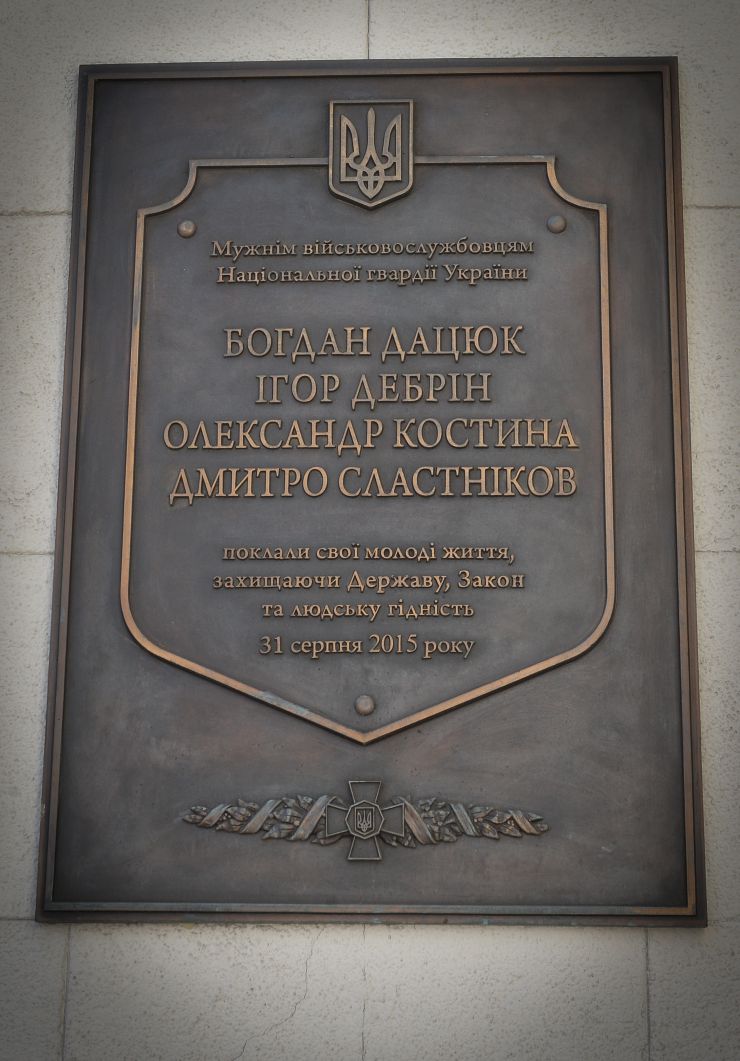 Мужнім військовослужбовцям
Національної гвардії України
БОГДАН ДАЦЮК
ІГОР ДЕБРІН
ОЛЕКСАНДР КОСТИНА
ДМИТРО СЛАСТНІКОВ
поклали свої молоді життя,
захищаючи Державу, Закон
та людську гідність
31 серпня 2015 року